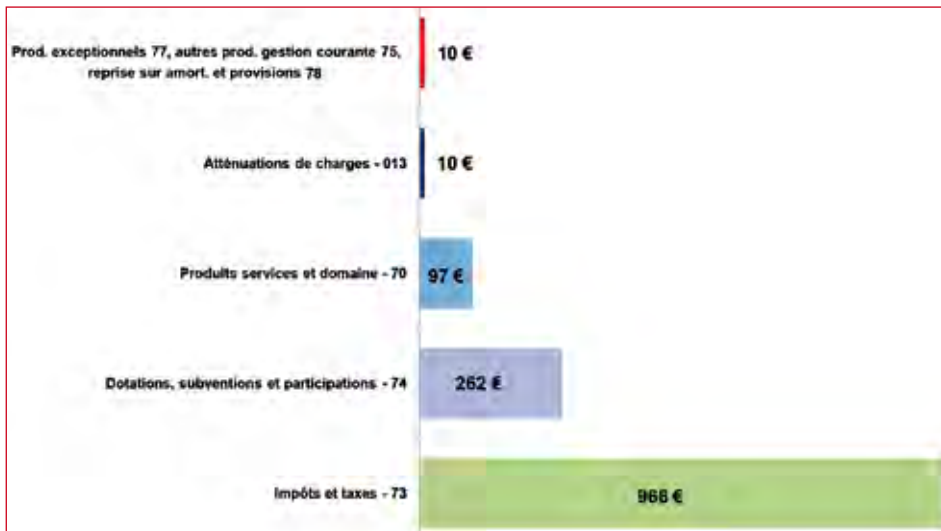 Prod. exceptionnels 77, autres prod. gestion courante 75,
reprise sur amort. et provisions 78
10 €
Atténuations de charges - 013
10 €
Produits services et domaine - 70
97 €
Dotations, subventions et participations - 74
262 €
Impôts et taxes - 73
966 €